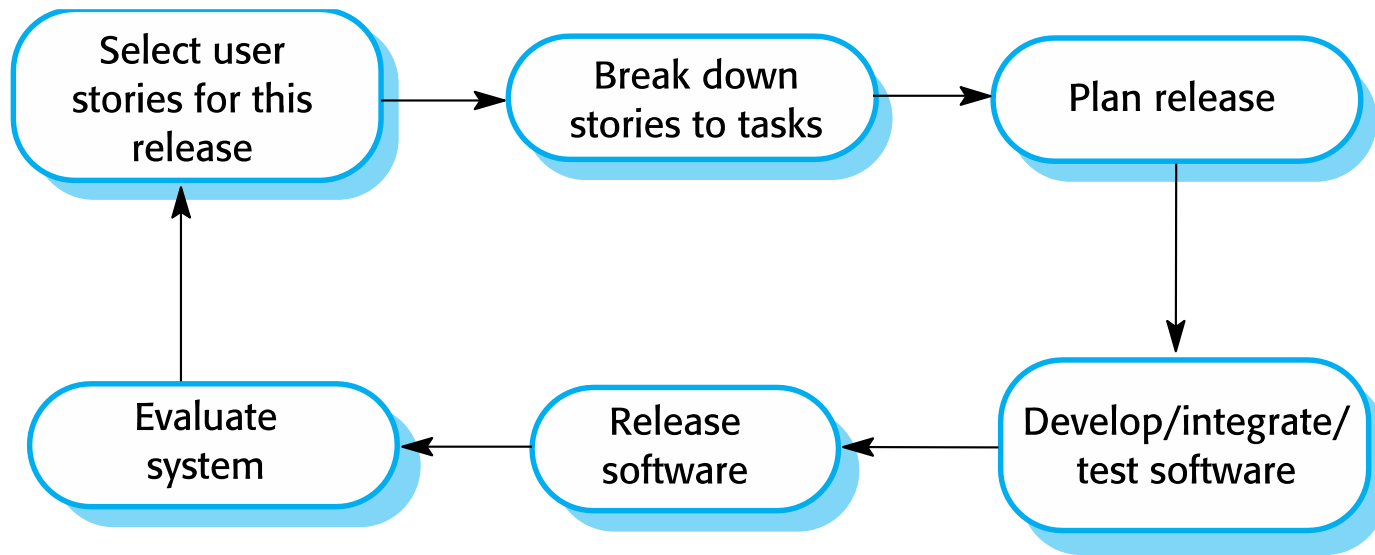 Select user
stories for this
release
Break down
stories to tasks
Plan release
Evaluate
system
Release
software
Develop/integrate/
test software